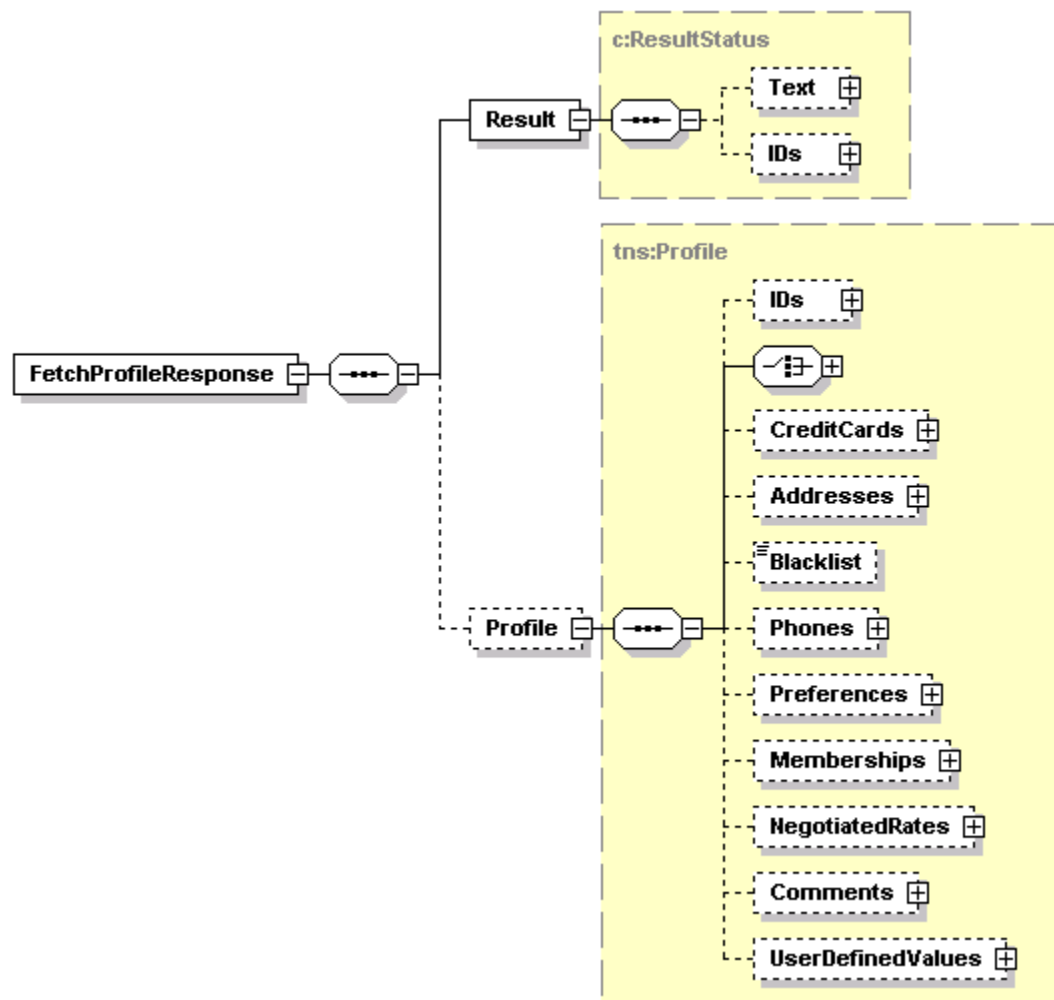 c:ResultStatus
Text
Result
IDs
tns:Profile
IDs
FetchProfileResponse
CreditCards
Addresses
Blacklist
Profile
Phones
Preferences
Memberships
NegotiatedRates
Comments
UserDefinedValues